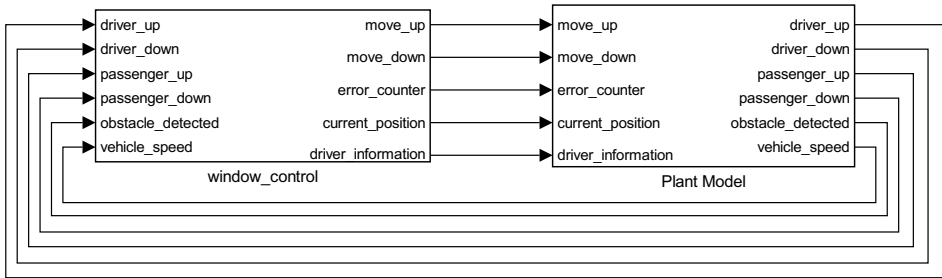 driver_up
driver_down
passenger_up
passenger_down
obstacle_detected
vehicle_speed
move_up
move_down
error_counter
current_position
driver_information
window_control
move_up
move_down
error_counter
current_position
driver_information
driver_up
driver_down
passenger_up
passenger_down
obstacle_detected
vehicle_speed
Plant Model